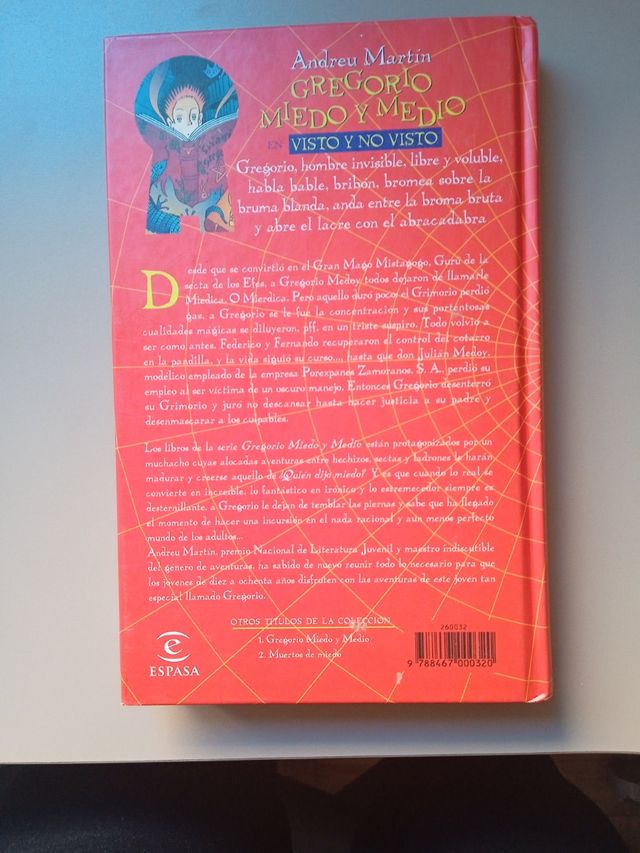 Andreu Martín
GREGORIO
MIEDO Y MEDIO
EN VISTO Y NO VISTO
Gregorio, hombre invisible, libre y voluble,
habla bable, bribón, bromea sobre la
bruma blanda, anda entre la broma bruta
y abre el lacre con el abracadabra
Desde que se convirtió en el Gran Mago Mistagogo, Gurú de la
secta de los Efes, a Gregorio Medoy todos dejaron de llamarle
Miedica. O Mierdica. Pero aquello duró poco el Grimorio perdió
gas, a Gregorio se le fue la concentración y sus portentosas
cualidades mágicas se diluyeron, pff, en un triste suspiro. Todo volvió a
ser como antes. Federico y Fernando recuperaron el control del cotarro
en la pandilla, y la vida siguió su curso..., hasta que don Julián Medoy,
modélico empleado de la empresa Porexpanes Zamoranos, S. A., perdió su
empleo al ser víctima de un oscuro manejo. Entonces Gregorio desenterró
su Grimorio y juró no descansar hasta hacer justicia a su padre y
desenmascarar a los culpables.
Los libros de la serie Gregorio Miedo y Medio están protagonizados por un
muchacho cuyas alocadas aventuras entre hechizos, sectas y ladrones le harán
madurar y creerse aquello de ¿Quién dijo miedo? Y es que cuando lo real se
convierte en increíble, lo fantástico en irónico y lo estremecedor siempre es
desternillante, a Gregorio le dejan de temblar las piernas y sabe que ha llegado
el momento de hacer una incursión en el nada racional y aún menos perfecto
mundo de los adultos...
Andreu Martín, premio Nacional de Literatura Juvenil y maestro indiscutible
del género de aventuras, ha sabido de nuevo reunir todo lo necesario para que
los jóvenes de diez a ochenta años disfruten con las aventuras de este joven tan
especial llamado Gregorio.
OTROS TÍTULOS DE LA COLECCIÓN
1. Gregorio Miedo y Medio
2. Muertos de miedo
e
ESPASA
260032
9 788467 000320